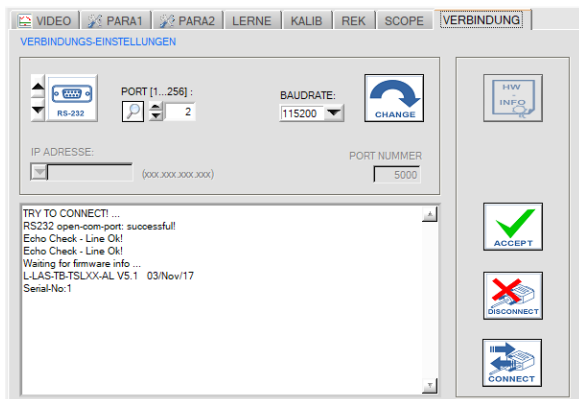 VIDEO PARA1 PARA2 LERNE KALIB REK SCOPE VERBINDUNG
VERBINDUNGS-EINSTELLUNGEN
RS-232
PORT [1...256] :
2
BAUDRATE:
115200
CHANGE
HW
-
INFO
IP ADRESSE:
(xxx.xxx.xxx.xxx)
PORT NUMMER
5000
TRY TO CONNECT! ...
RS232 open-com-port: successful!
Echo Check - Line Ok!
Echo Check - Line Ok!
Waiting for firmware info ...
L-LAS-TB-TSLXX-AL V5.1 03/Nov/17
Serial-No:1
ACCEPT
DISCONNECT
CONNECT